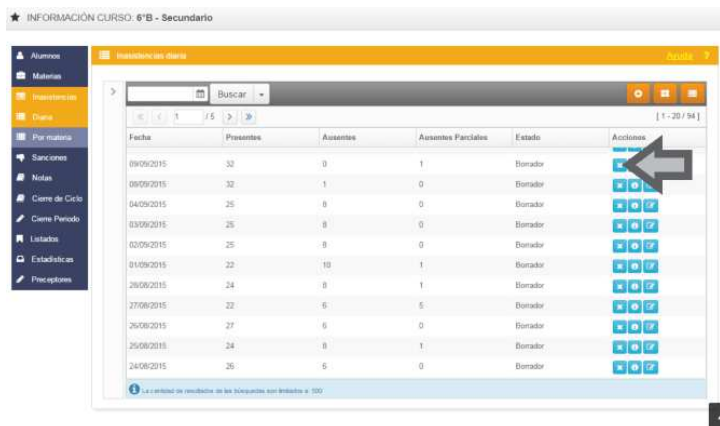 INFORMACIÓN CURSO: 6°B - Secundario
Alumnos
Materias
Inasistencias
Diaria
Por materia
Sanciones
Notas
Cierre de Ciclo
Cierre Periodo
Listados
Estadísticas
Preceptores
Inasistencias diaria
Ayuda ?
Buscar
1 / 5 [ 1 - 20 / 94 ]
Fecha Presentes Ausentes Ausentes Parciales Estado Acciones
09/09/2015 32 0 1 Borrador
08/09/2015 32 1 0 Borrador
04/09/2015 25 8 0 Borrador
03/09/2015 25 8 0 Borrador
02/09/2015 25 8 0 Borrador
01/09/2015 22 10 1 Borrador
28/08/2015 24 8 1 Borrador
27/08/2015 22 6 5 Borrador
26/08/2015 27 6 0 Borrador
25/08/2015 24 8 1 Borrador
24/08/2015 26 6 0 Borrador
La cantidad de resultados de las búsquedas son limitados a 100